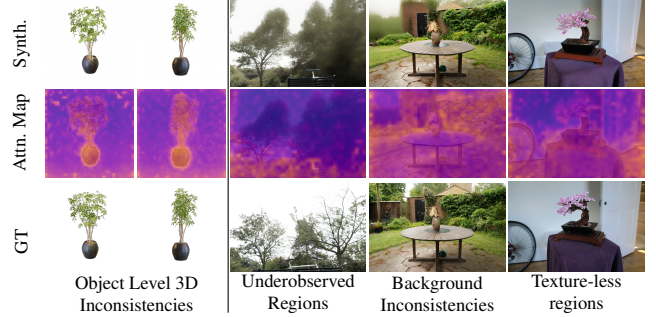 Synth.
Attn. Map
GT
Object Level 3D
Inconsistencies
Underobserved
Regions
Background
Inconsistencies
Texture-less
regions